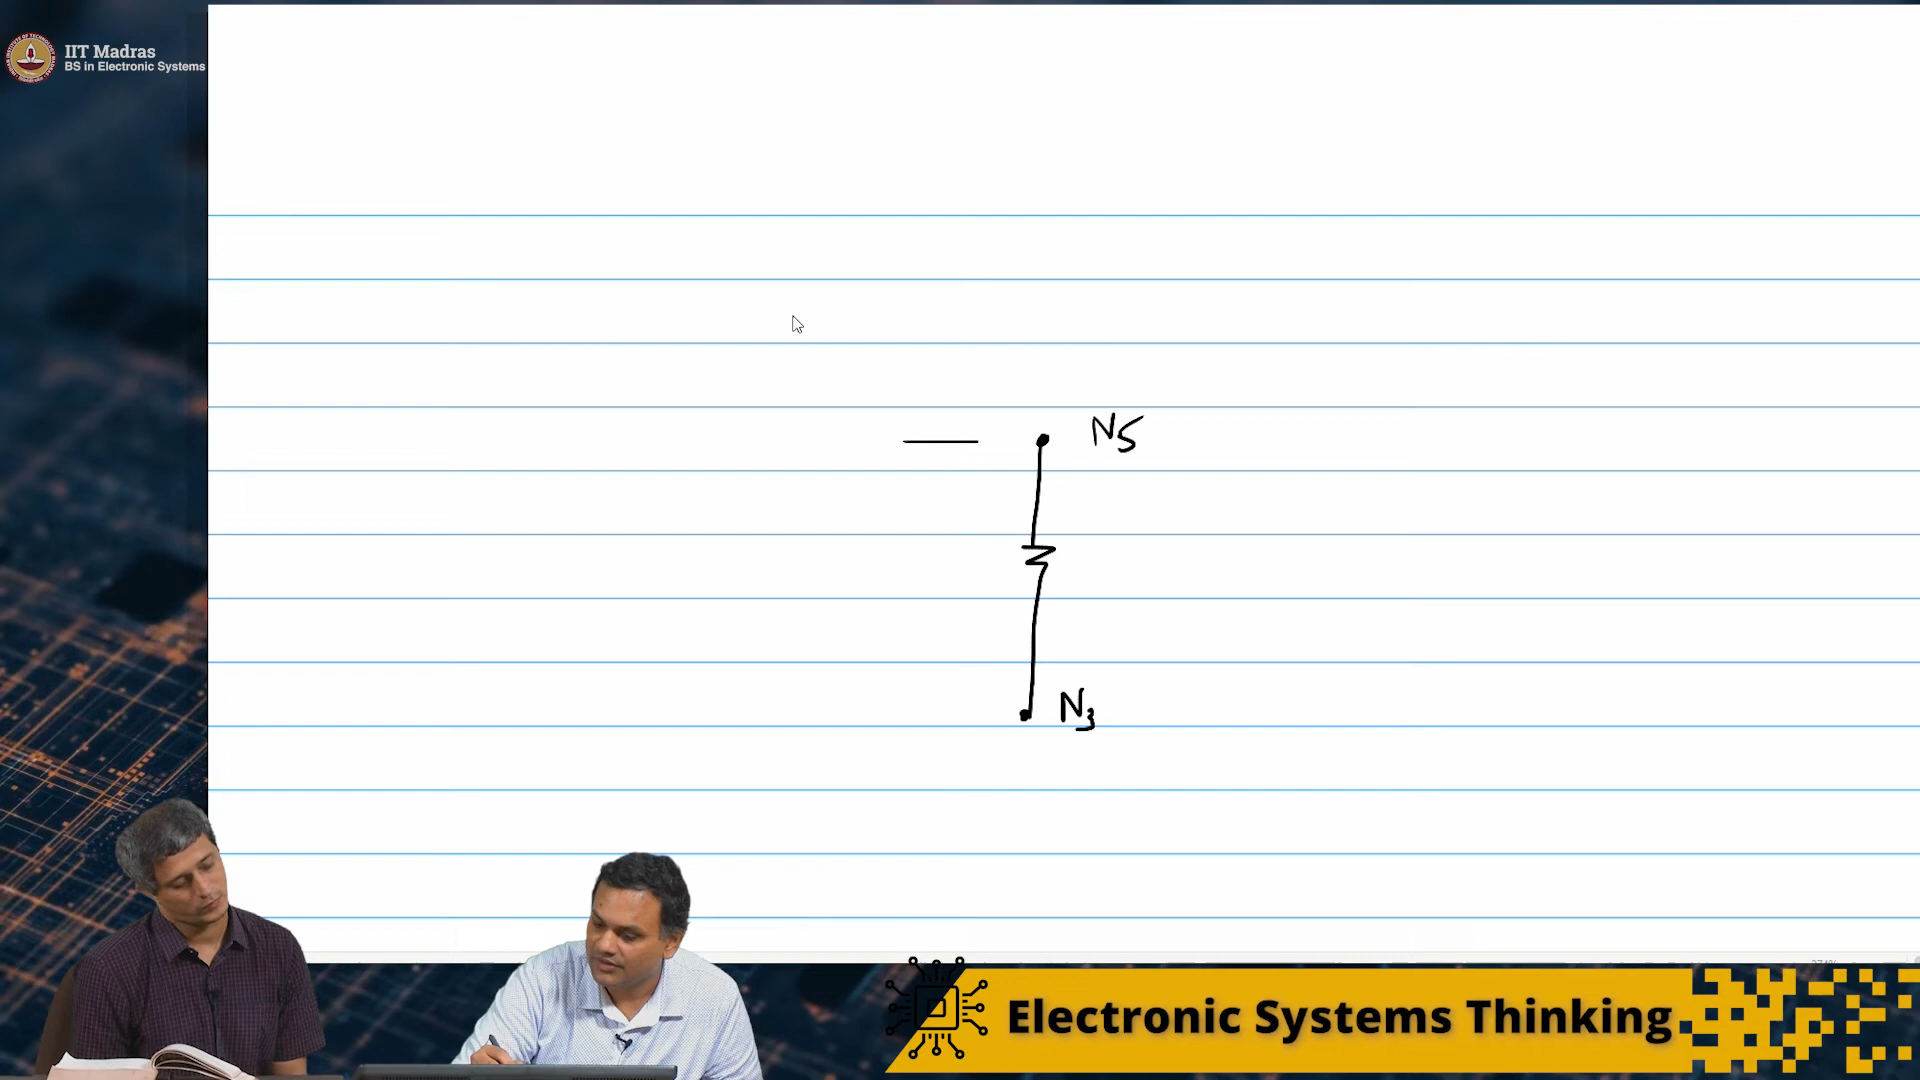 IIT Madras
BS in Electronic Systems
N5
N3
Electronic Systems Thinking